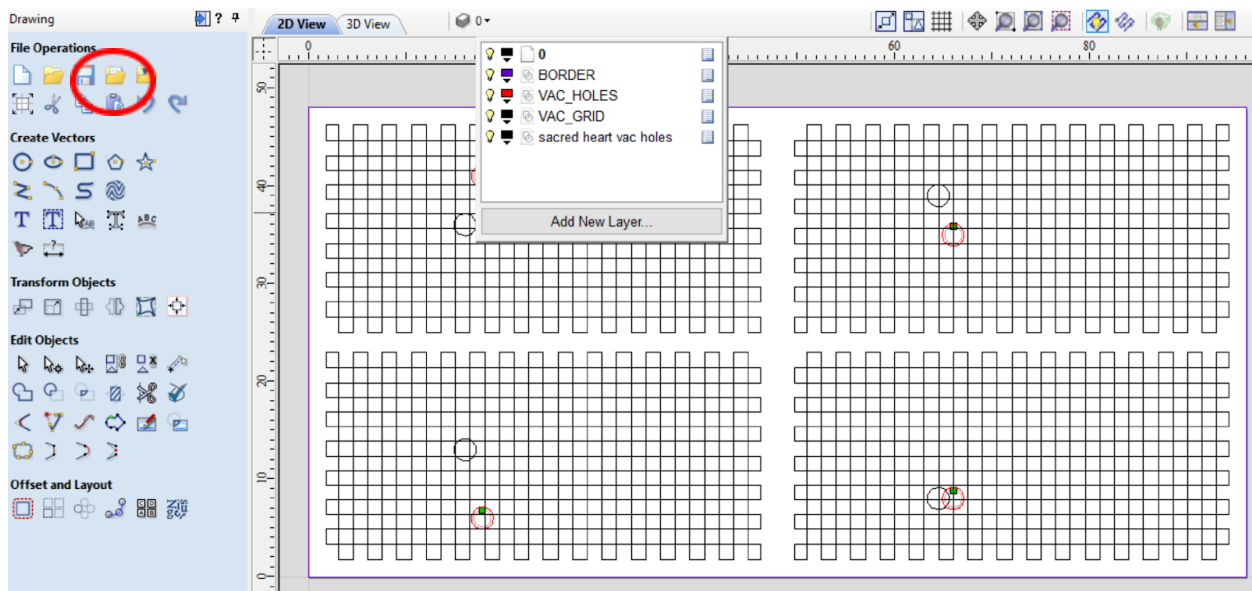 Drawing
?
2D View
3D View
0
File Operations
0
BORDER
VAC_HOLES
VAC_GRID
sacred heart vac holes
Add New Layer...
Create Vectors
Transform Objects
Edit Objects
Offset and Layout
0
60
80
50
40
30
20
10
0